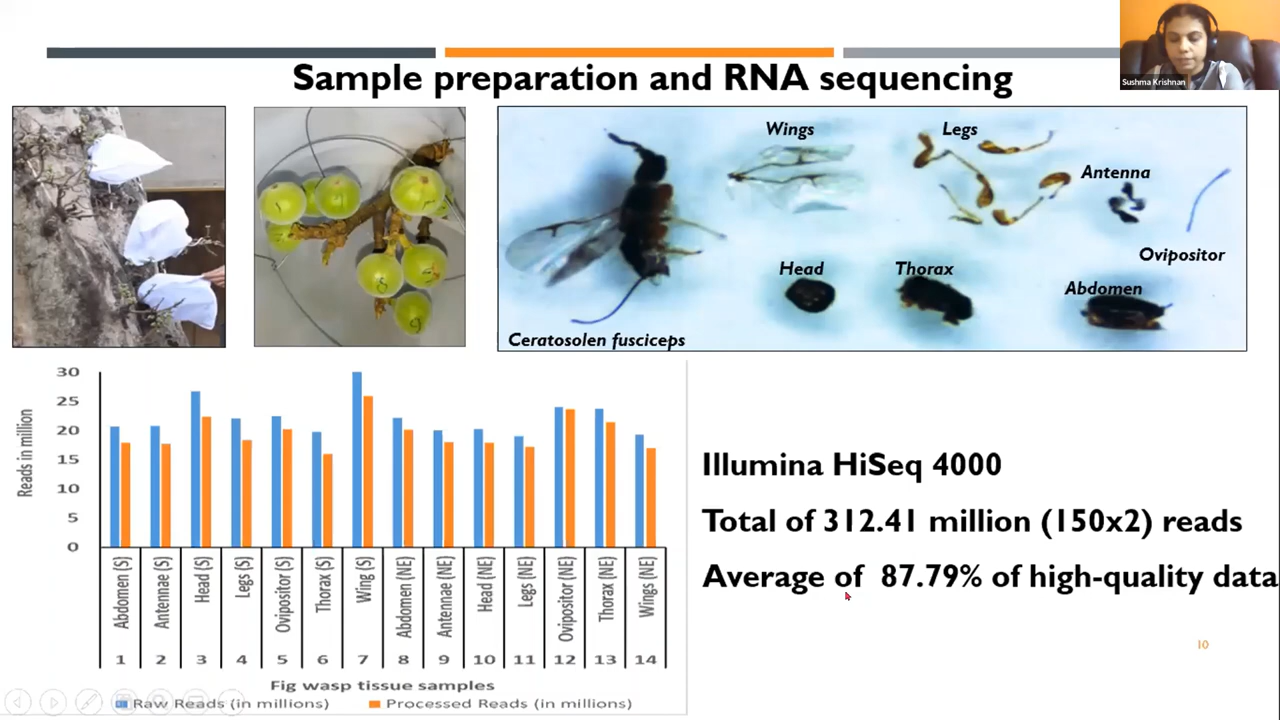 Sushma Krishnan
Sample preparation and RNA sequencing
Wings
Legs
Antenna
Ovipositor
Head
Thorax
Abdomen
Ceratosolen fusciceps
Reads in million
30
25
20
15
10
5
0
Abdomen (S)
Antennae (S)
Head (S)
Legs (S)
Ovipositor (S)
Thorax (S)
Wing (S)
Abdomen (NE)
Antennae (NE)
Head (NE)
Legs (NE)
Ovipositor (NE)
Thorax (NE)
Wings (NE)
1 2 3 4 5 6 7 8 9 10 11 12 13 14
Fig wasp tissue samples
Raw Reads (in millions) Processed Reads (in millions)
Illumina HiSeq 4000
Total of 312.41 million (150x2) reads
Average of 87.79% of high-quality data
10